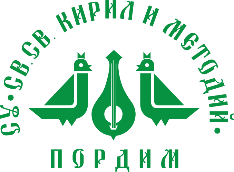 СУ • СВ. СВ. КИРИЛ И МЕТОДИЙ •
ПОРДИМ